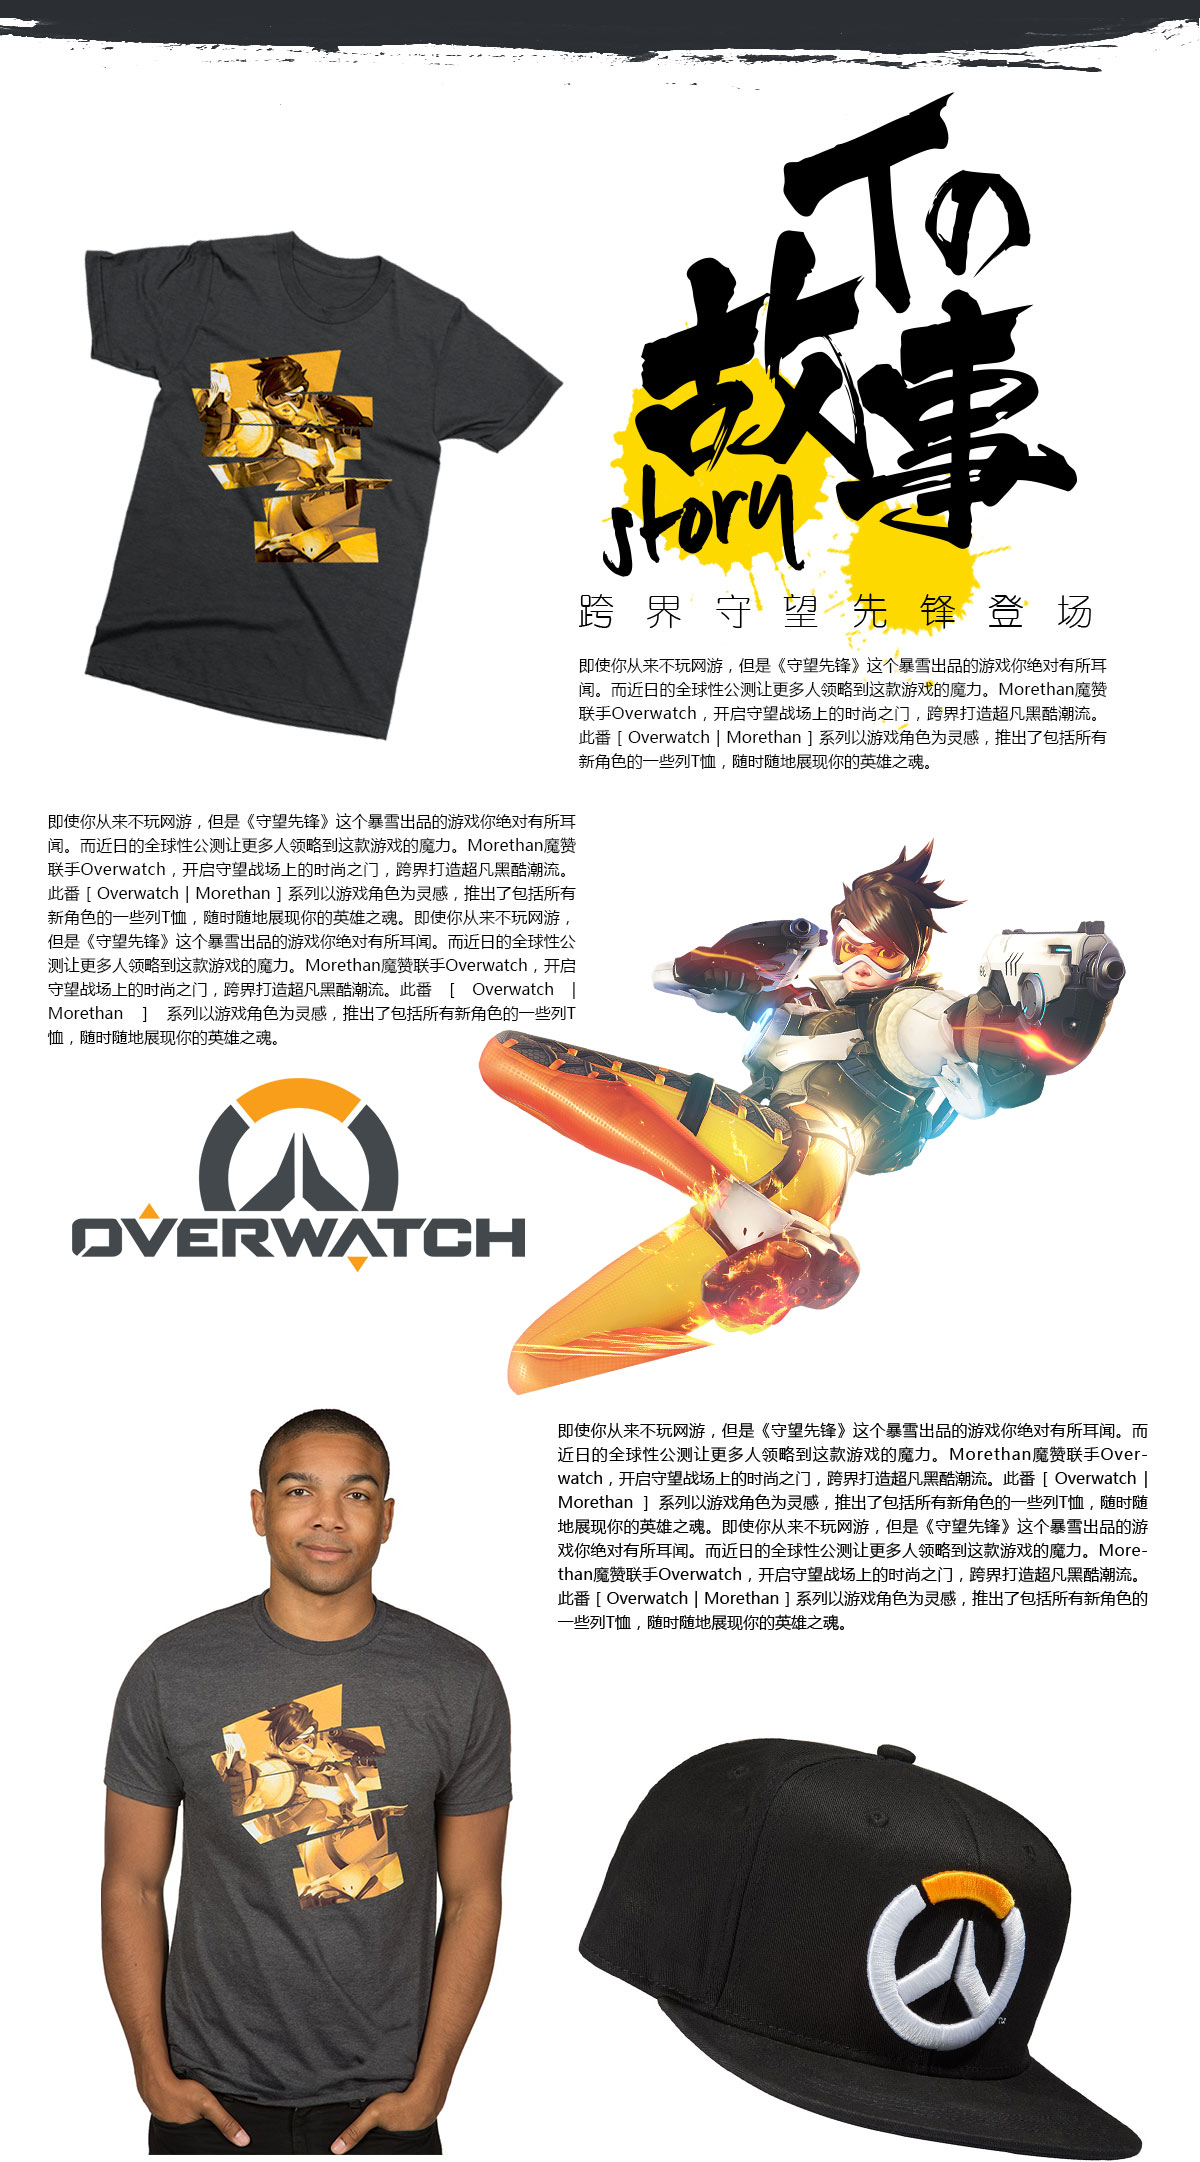 Tの
故事
story
跨界守望先锋登场
即使你从来不玩网游，但是《守望先锋》这个暴雪出品的游戏你绝对有所耳
闻。而近日的全球性公测让更多人领略到这款游戏的魔力。Morethan魔赞
联手Overwatch，开启守望战场上的时尚之门，跨界打造超凡黑酷潮流。
此番 [ Overwatch | Morethan ] 系列以游戏角色为灵感，推出了包括所有
新角色的一些列T恤，随时随地展现你的英雄之魂。
即使你从来不玩网游，但是《守望先锋》这个暴雪出品的游戏你绝对有所耳
闻。而近日的全球性公测让更多人领略到这款游戏的魔力。Morethan魔赞
联手Overwatch，开启守望战场上的时尚之门，跨界打造超凡黑酷潮流。
此番 [ Overwatch | Morethan ] 系列以游戏角色为灵感，推出了包括所有
新角色的一些列T恤，随时随地展现你的英雄之魂。即使你从来不玩网游，
但是《守望先锋》这个暴雪出品的游戏你绝对有所耳闻。而近日的全球性公
测让更多人领略到这款游戏的魔力。Morethan魔赞联手Overwatch，开启
守望战场上的时尚之门，跨界打造超凡黑酷潮流。此番 [ Overwatch |
Morethan ] 系列以游戏角色为灵感，推出了包括所有新角色的一些列T
恤，随时随地展现你的英雄之魂。
OVERWATCH
即使你从来不玩网游，但是《守望先锋》这个暴雪出品的游戏你绝对有所耳闻。而
近日的全球性公测让更多人领略到这款游戏的魔力。Morethan魔赞联手Over-
watch，开启守望战场上的时尚之门，跨界打造超凡黑酷潮流。此番 [ Overwatch |
Morethan ] 系列以游戏角色为灵感，推出了包括所有新角色的一些列T恤，随时随
地展现你的英雄之魂。即使你从来不玩网游，但是《守望先锋》这个暴雪出品的游
戏你绝对有所耳闻。而近日的全球性公测让更多人领略到这款游戏的魔力。More-
than魔赞联手Overwatch，开启守望战场上的时尚之门，跨界打造超凡黑酷潮流。
此番 [ Overwatch | Morethan ] 系列以游戏角色为灵感，推出了包括所有新角色的
一些列T恤，随时随地展现你的英雄之魂。
TM